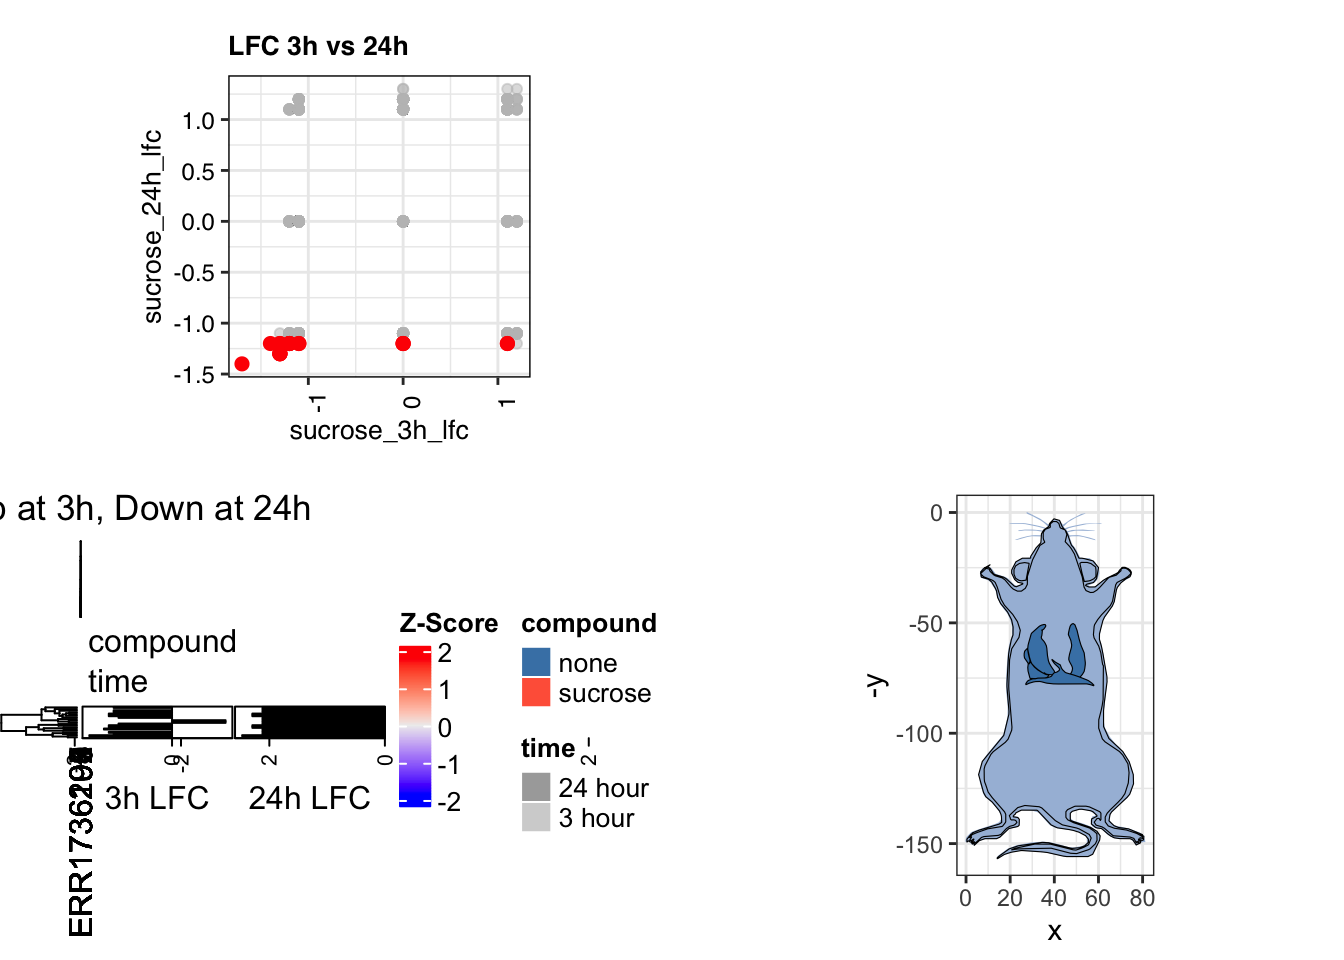 LFC 3h vs 24h
sucrose_24h_lfc
1.0
0.5
0.0
-0.5
-1.0
-1.5
-1
0
1
sucrose_3h_lfc
at 3h, Down at 24h
compound
time
0
-2
3h LFC
2
0
24h LFC
Z-Score
2
1
0
-1
-2
compound
none
sucrose
time
2
24 hour
3 hour
-y
0
-50
-100
-150
0
20
40
60
80
x